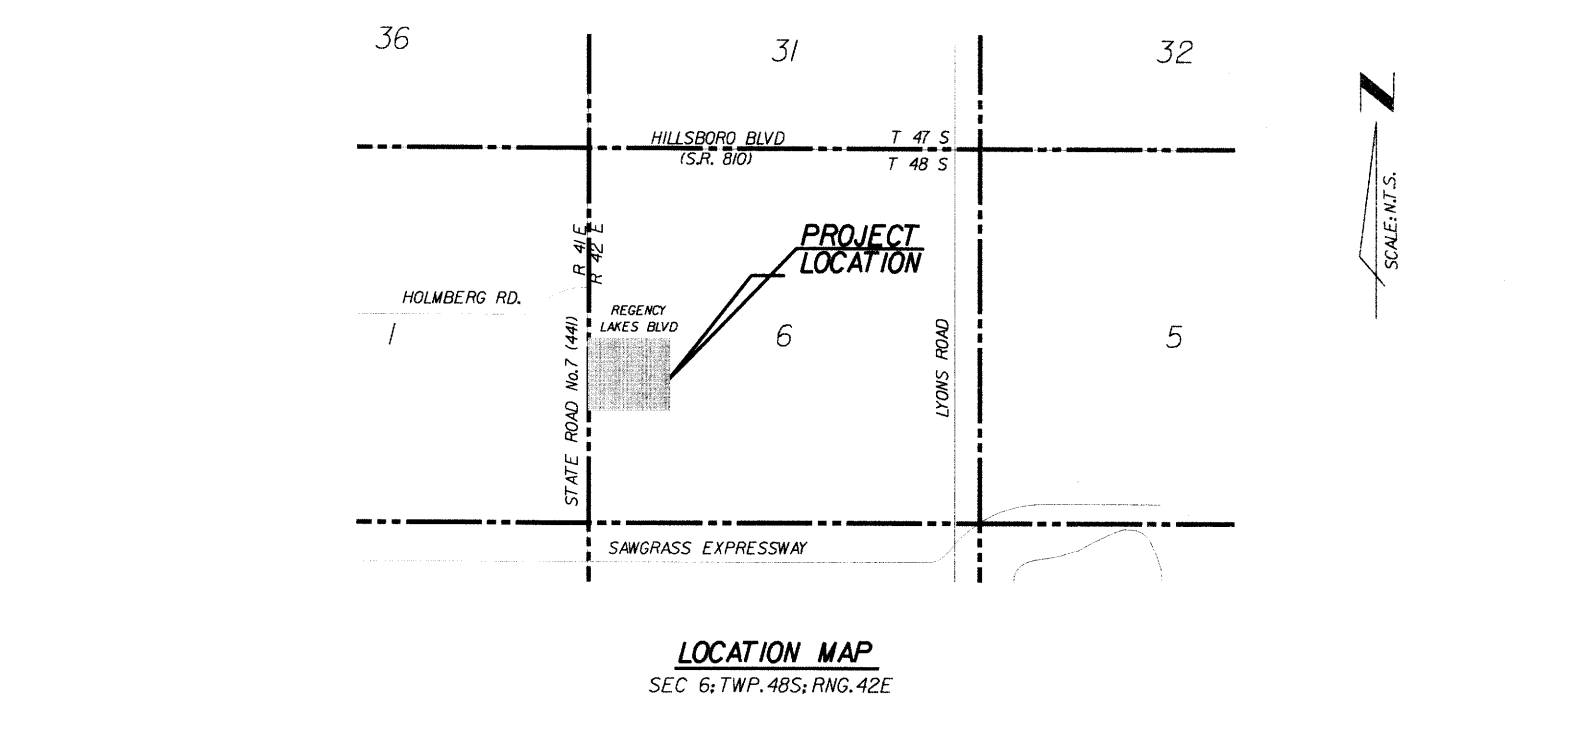 36
31
32
N
HILLSBORO BLVD
T 47 S
(S.R. 810)
T 48 S
R 41 E
R 42 E
PROJECT
LOCATION
SCALE: N.T.S.
HOLMBERG RD.
REGENCY
LAKES BLVD
1
6
5
STATE ROAD No.7 (441)
LYONS ROAD
SAWGRASS EXPRESSWAY
LOCATION MAP
SEC 6; TWP. 48S; RNG. 42E